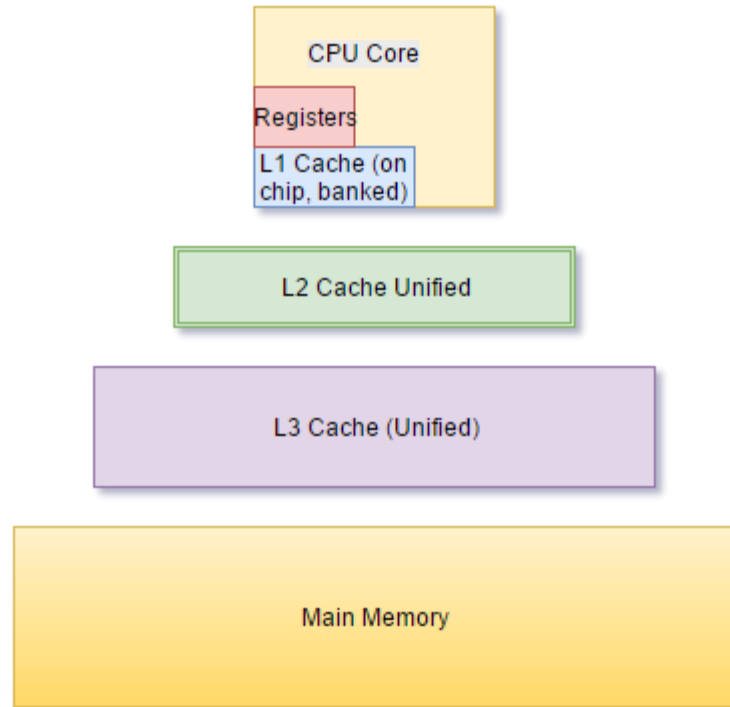 CPU Core
Registers
L1 Cache (on
chip, banked)
L2 Cache Unified
L3 Cache (Unified)
Main Memory